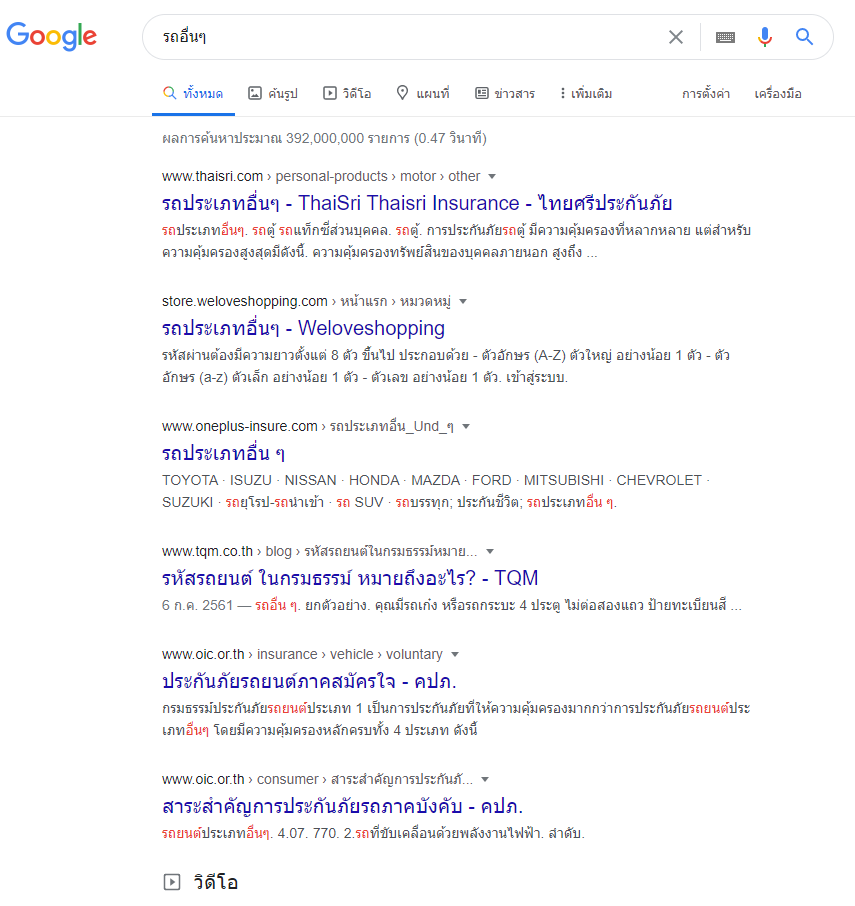 Google
รถอื่นๆ
ทั้งหมด ค้นรูป วิดีโอ แผนที่ ข่าวสาร เพิ่มเติม การตั้งค่า เครื่องมือ
ผลการค้นหาประมาณ 392,000,000 รายการ (0.47 วินาที)
www.thaisri.com › personal-products › motor › other
รถประเภทอื่นๆ - ThaiSri Thaisri Insurance - ไทยศรีประกันภัย
รถประเภทอื่นๆ. รถตู้ รถแท็กซี่ส่วนบุคคล. รถตู้. การประกันภัยรถตู้ มีความคุ้มครองที่หลากหลาย แต่สำหรับ
ความคุ้มครองสูงสุดมีดังนี้. ความคุ้มครองทรัพย์สินของบุคคลภายนอก สูงถึง ...
store.weloveshopping.com › หน้าแรก › หมวดหมู่
รถประเภทอื่นๆ - Weloveshopping
รหัสผ่านต้องมีความยาวตั้งแต่ 8 ตัว ขึ้นไป ประกอบด้วย - ตัวอักษร (A-Z) ตัวใหญ่ อย่างน้อย 1 ตัว - ตัว
อักษร (a-z) ตัวเล็ก อย่างน้อย 1 ตัว - ตัวเลข อย่างน้อย 1 ตัว. เข้าสู่ระบบ.
www.oneplus-insure.com › รถประเภทอื่น_Und_ๆ
รถประเภทอื่น ๆ
TOYOTA · ISUZU · NISSAN · HONDA · MAZDA · FORD · MITSUBISHI · CHEVROLET ·
SUZUKI · รถยุโรป-รถนำเข้า · รถ SUV · รถบรรทุก; ประกันชีวิต; รถประเภทอื่น ๆ.
www.tqm.co.th › blog › รหัสรถยนต์ในกรมธรรม์หมาย...
รหัสรถยนต์ ในกรมธรรม์ หมายถึงอะไร? - TQM
6 ก.ค. 2561 — รถอื่น ๆ. ยกตัวอย่าง. คุณมีรถเก๋ง หรือรถกระบะ 4 ประตู ไม่ต่อสองแถว ป้ายทะเบียนสี ...
www.oic.or.th › insurance › vehicle › voluntary
ประกันภัยรถยนต์ภาคสมัครใจ - คปภ.
กรมธรรม์ประกันภัยรถยนต์ประเภท 1 เป็นการประกันภัยที่ให้ความคุ้มครองมากกว่าการประกันภัยรถยนต์ประ
เภทอื่นๆ โดยมีความคุ้มครองหลักครบทั้ง 4 ประเภท ดังนี้
www.oic.or.th › consumer › สาระสำคัญการประกันภั...
สาระสำคัญการประกันภัยรถภาคบังคับ - คปภ.
รถยนต์ประเภทอื่นๆ. 4.07. 770. 2.รถที่ขับเคลื่อนด้วยพลังงานไฟฟ้า. ลำดับ.
วิดีโอ